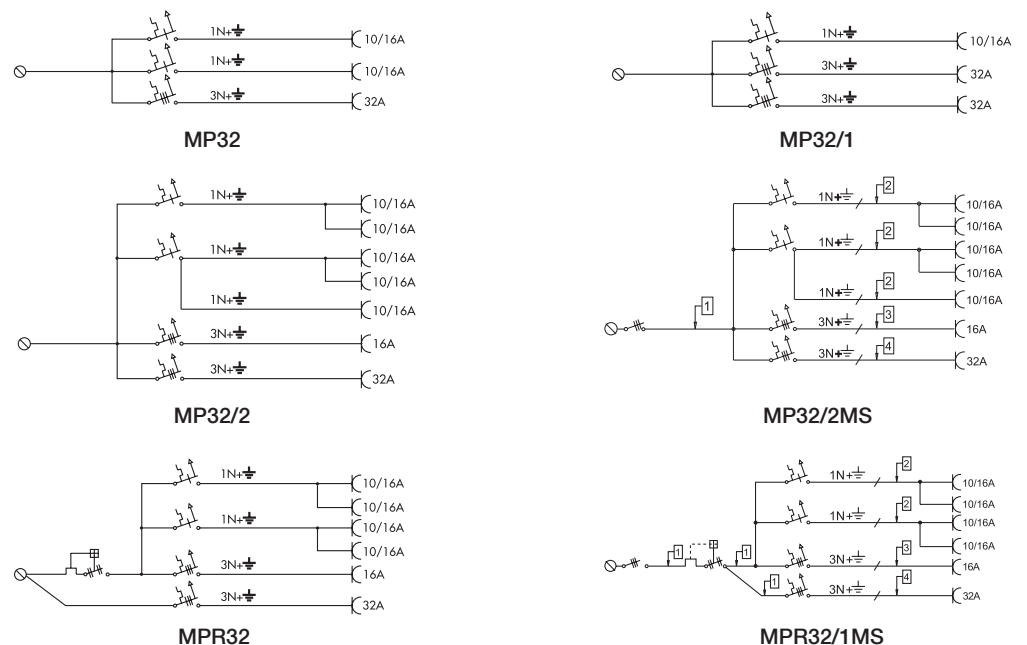 1N+ 10/16A
1N+ 10/16A
3N+ 32A
MP32
1N+ 10/16A
3N+ 32A
3N+ 32A
MP32/1
1N+ 10/16A
10/16A
1N+ 10/16A
10/16A
1N+ 10/16A
3N+ 16A
3N+ 32A
MP32/2
1N+ 2 10/16A
10/16A
1N+ 2 10/16A
10/16A
1N+ 2 10/16A
1 3N+ 3 16A
3N+ 4 32A
MP32/2MS
1N+ 10/16A
10/16A
1N+ 10/16A
10/16A
3N+ 16A
3N+ 32A
MPR32
1N+ 2 10/16A
10/16A
1N+ 2 10/16A
10/16A
1 1 3N+ 3 16A
1 3N+ 4 32A
MPR32/1MS